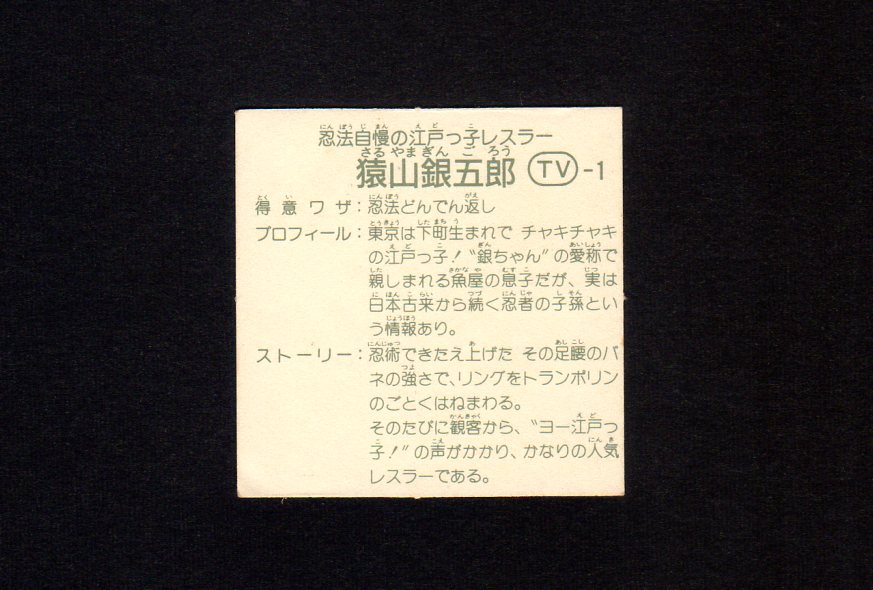 忍法自慢の江戸っ子レスラー
猿山銀五郎 TV-1
得意ワザ:忍法どんでん返し
プロフィール:東京は下町生まれで チャキチャキ
の江戸っ子!〝銀ちゃん〟の愛称で
親しまれる魚屋の息子だが、実は
日本古来から続く忍者の子孫とい
う情報あり。
ストーリー:忍術できたえ上げた その足腰のバ
ネの強さで、リングをトランポリン
のごとくはねまわる。
そのたびに観客から、〝ヨー江戸っ
子!〟の声がかかり、かなりの人気
レスラーである。